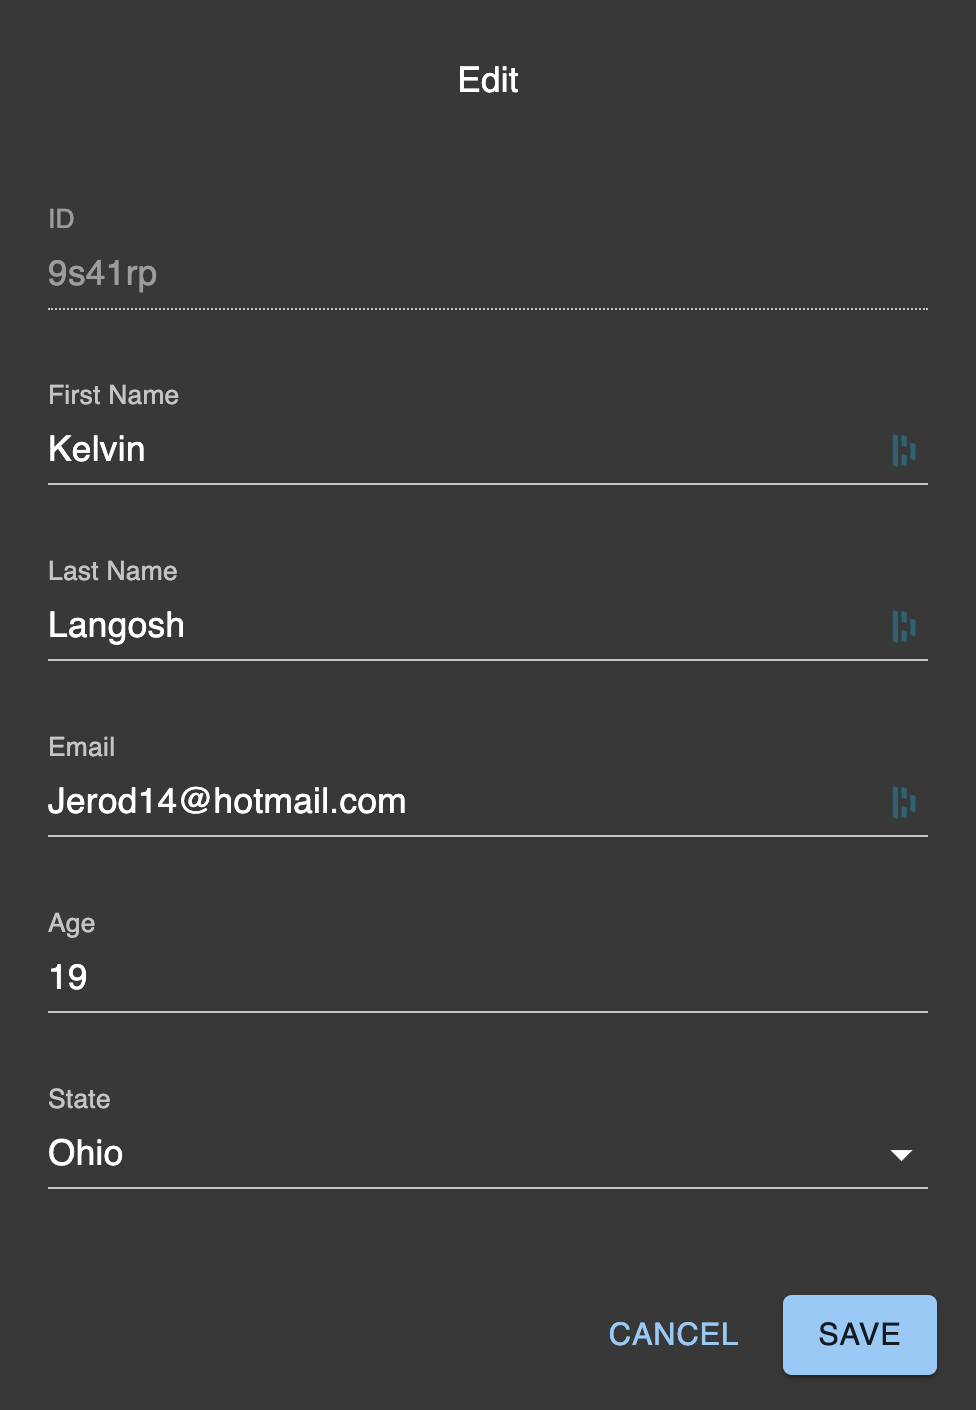 Edit
ID
9s41rp
First Name
Kelvin
Last Name
Langosh
Email
Jerod14@hotmail.com
Age
19
State
Ohio
CANCEL SAVE